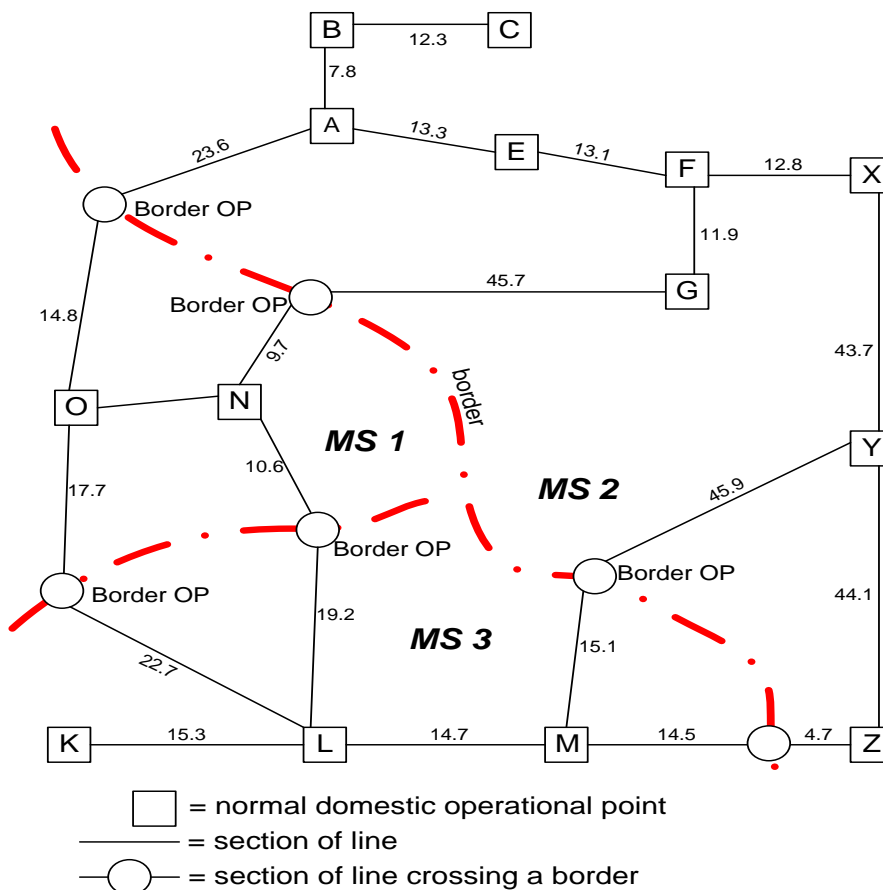 B
12.3
C
7.8
A
13.3
E
13.1
F
12.8
X
23.6
Border OP
11.9
45.7
G
Border OP
14.8
9.7
43.7
border
O
N
MS 1
Y
10.6
MS 2
45.9
17.7
Border OP
Border OP
Border OP
19.2
44.1
MS 3
15.1
22.7
K
15.3
L
14.7
M
14.5
4.7
Z
= normal domestic operational point
= section of line
= section of line crossing a border